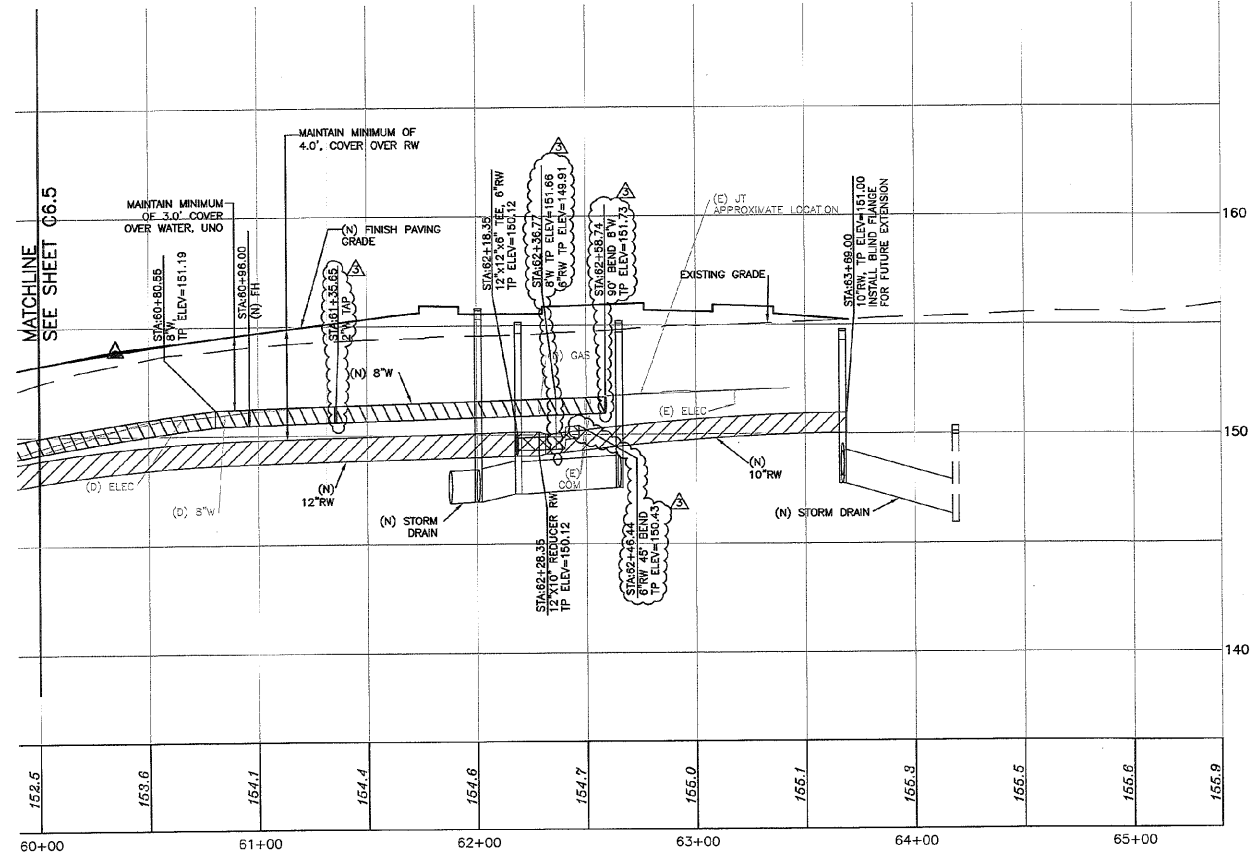 MATCHLINE
SEE SHEET C6.5
MAINTAIN MINIMUM
OF 3.0' COVER
OVER WATER, UNO
STA:60+80.55
8"W,
TP ELEV=151.19
STA:60+96.00
(N) FH
MAINTAIN MINIMUM OF
4.0', COVER OVER RW
(N) FINISH PAVING
GRADE
3
STA:61+35.65
2"W TAP
(N) 8"W
STA:62+18.35
12"x12"x6" TEE, 6"RW
TP ELEV=150.12
3
STA:62+36.77
8"W TP ELEV=151.66
6"RW TP ELEV=149.91
3
STA:62+58.74
90° BEND 8"W,
TP ELEV=151.73
(E) JT
APPROXIMATE LOCATION
EXISTING GRADE
STA:63+69.00
10"RW, TP ELEV=151.00
INSTALL BLIND FLANGE
FOR FUTURE EXTENSION
160
GAS
(E) ELEC
150
(D) ELEC
(D) 8"W
(N)
12"RW
(N) STORM
DRAIN
(E)
COM
(N)
10"RW
(N) STORM DRAIN
STA:62+28.35
12"X10" REDUCER RW
TP ELEV=150.12
3
STA:62+46.44
6"RW 45° BEND
TP ELEV=150.43
140
152.5
153.6
154.1
154.4
154.6
154.7
155.0
155.1
155.3
155.5
155.6
155.9
60+00
61+00
62+00
63+00
64+00
65+00